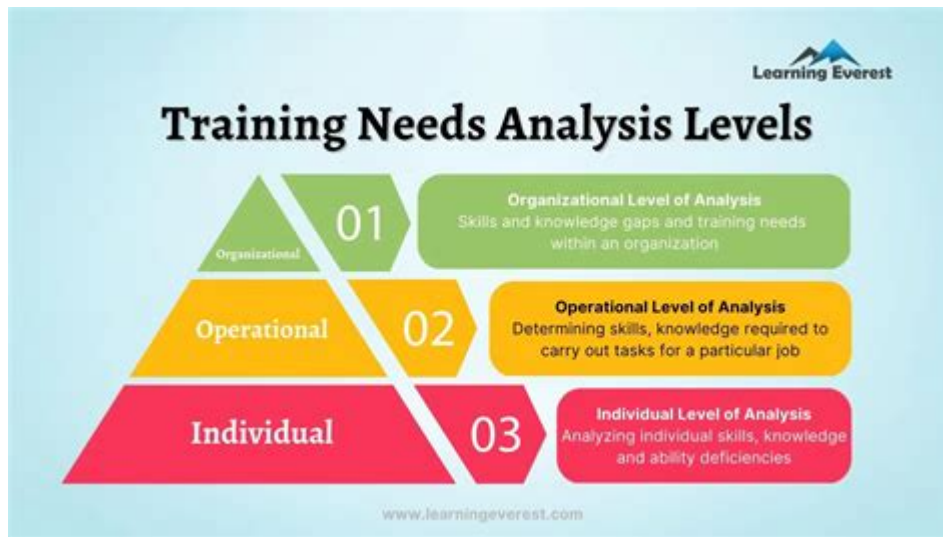 Learning Everest
Training Needs Analysis Levels
Organizational
01
Organizational Level of Analysis
Skills and knowledge gaps and training needs
within an organization
Operational
02
Operational Level of Analysis
Determining skills, knowledge required to
carry out tasks for a particular job
Individual
03
Individual Level of Analysis
Analyzing individual skills, knowledge
and ability deficiencies
www.learningeverest.com